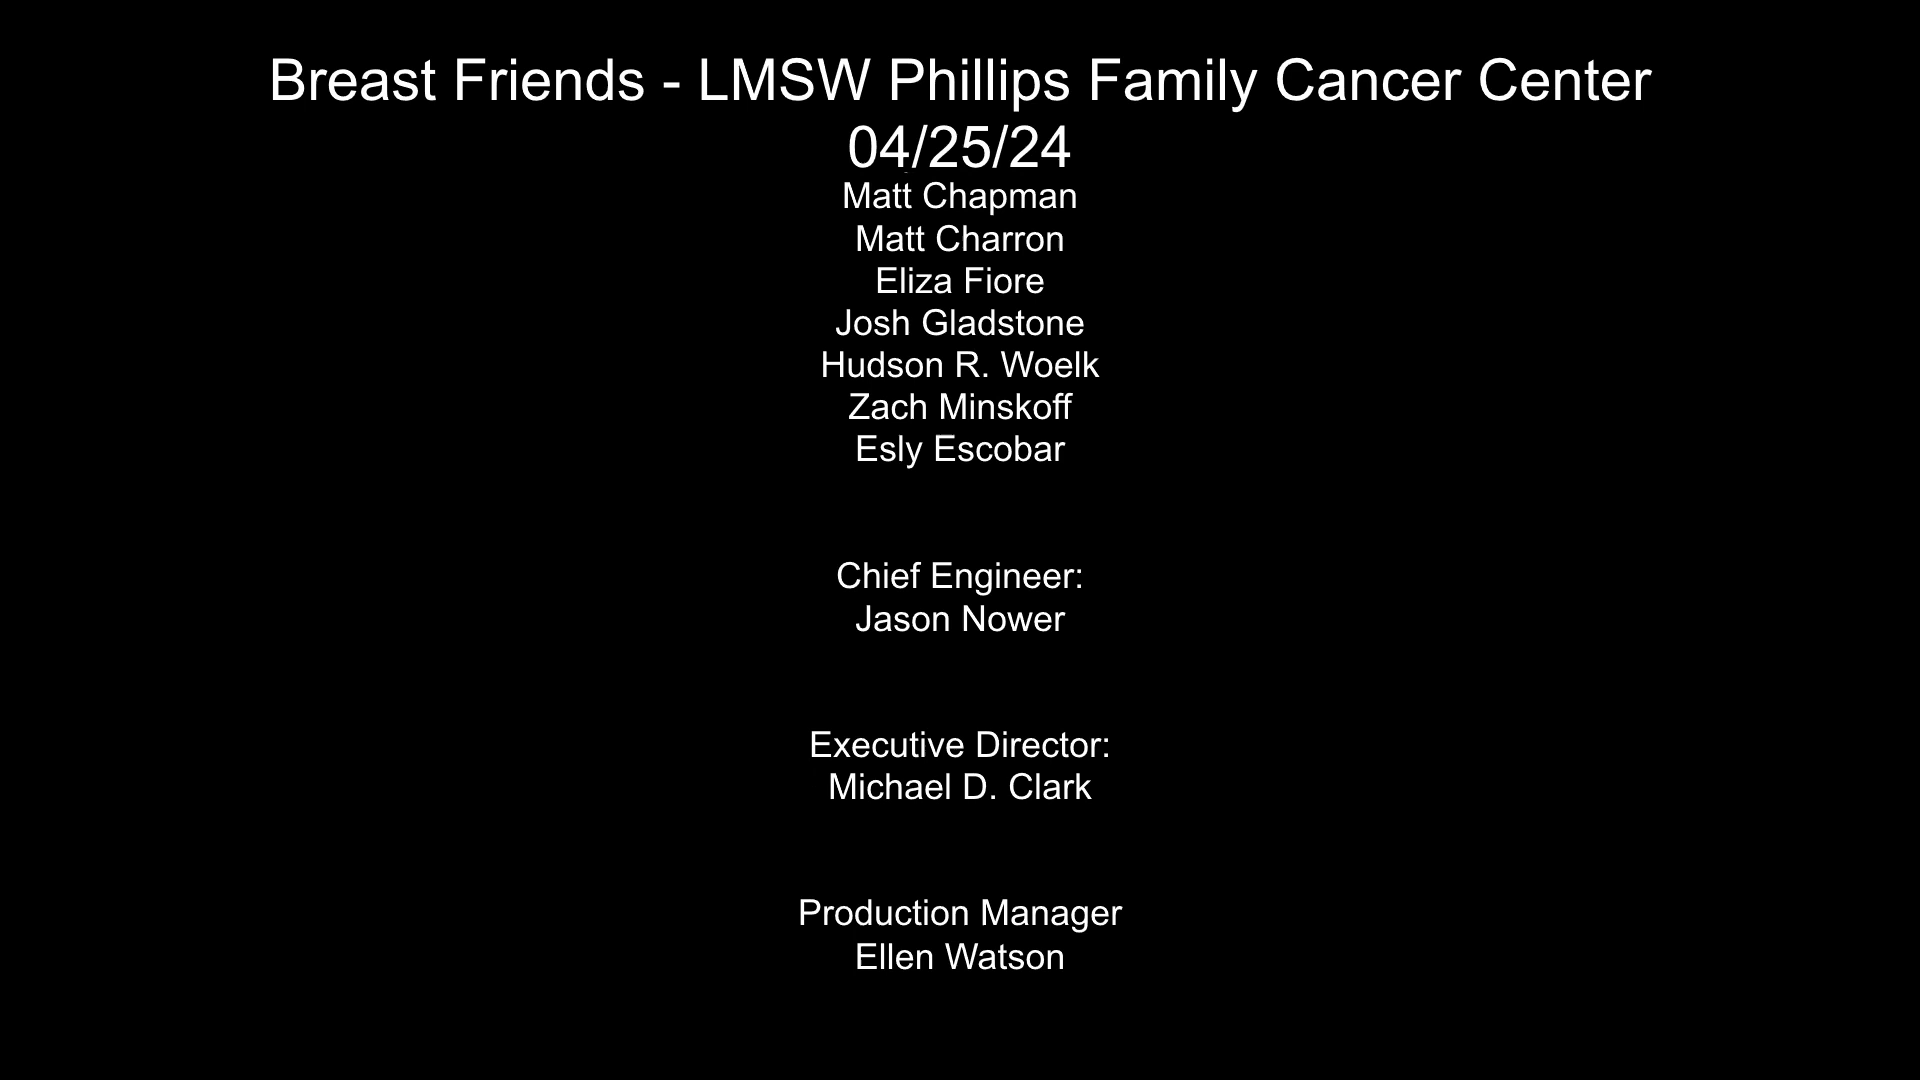 Breast Friends - LMSW Phillips Family Cancer Center
04/25/24
Matt Chapman
Matt Charron
Eliza Fiore
Josh Gladstone
Hudson R. Woelk
Zach Minskoff
Esly Escobar
Chief Engineer:
Jason Nower
Executive Director:
Michael D. Clark
Production Manager
Ellen Watson